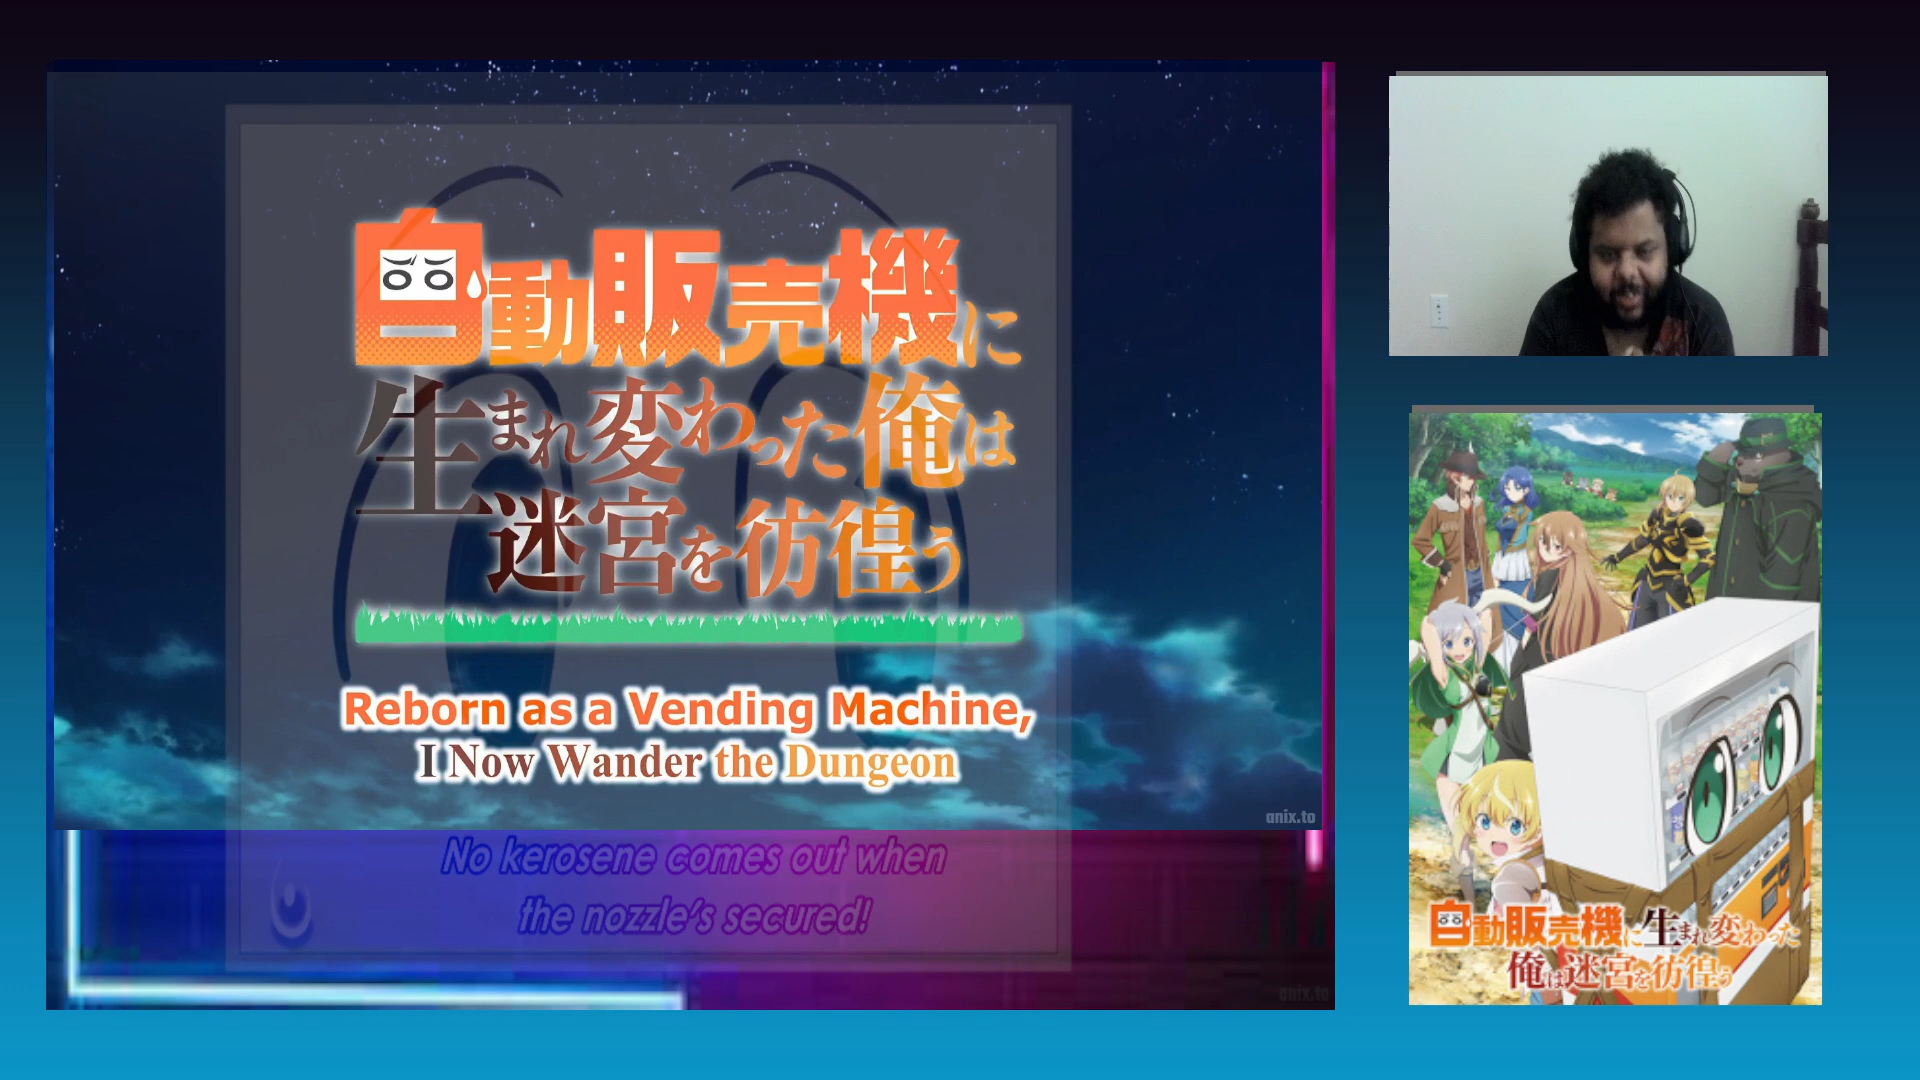 自動販売機に
生まれ変わった俺は
迷宮を彷徨う
Reborn as a Vending Machine,
I Now Wander the Dungeon
anix.to
No kerosene comes out when
the nozzle's secured!
anix.to
自動販売機に生まれ変わった
俺は迷宮を彷徨う